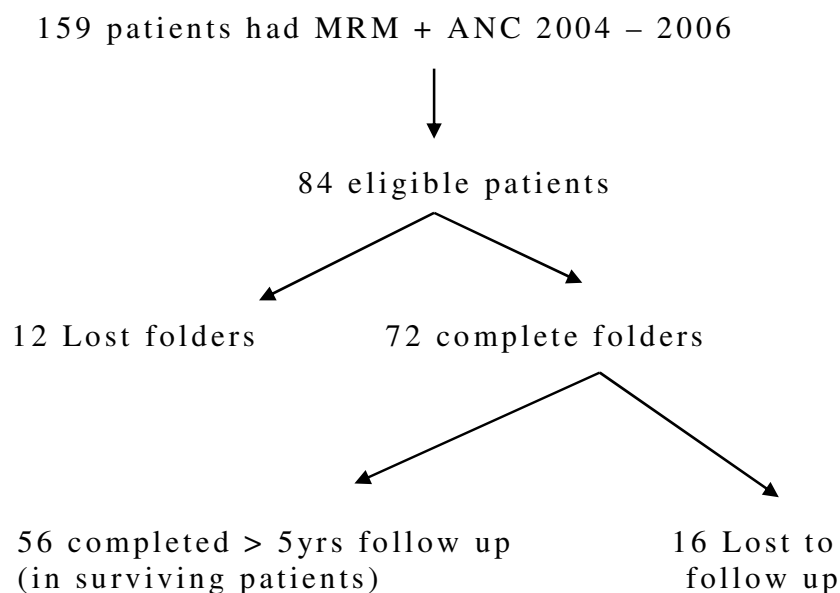 159 patients had MRM + ANC 2004 – 2006
84 eligible patients
12 Lost folders
72 complete folders
56 completed > 5yrs follow up
(in surviving patients)
16 Lost to
follow up